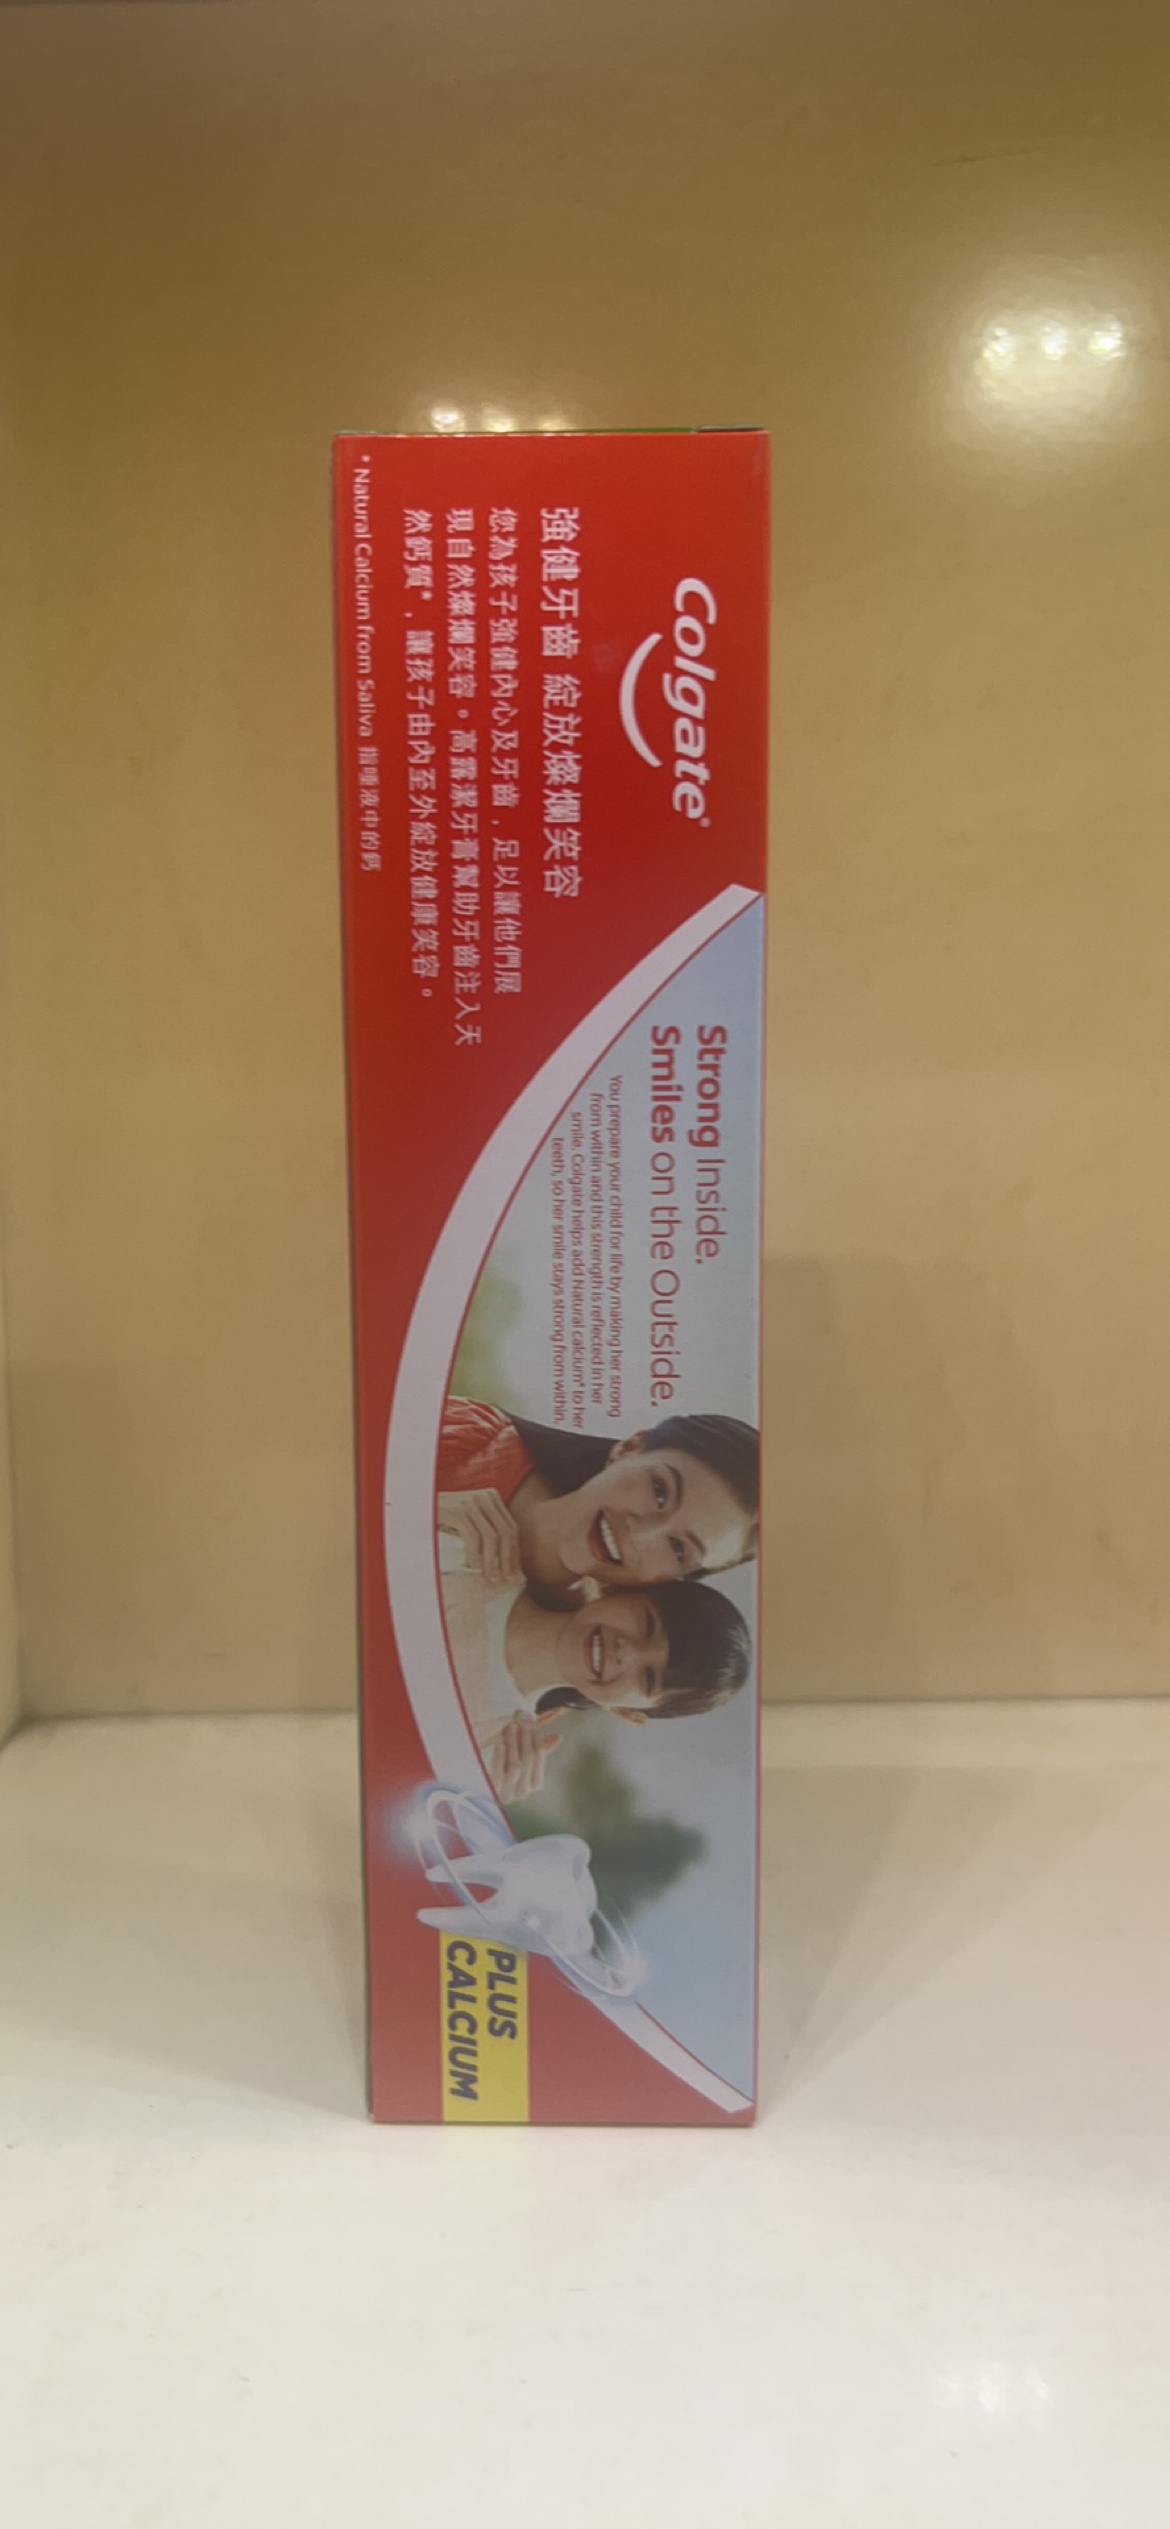 Colgate®
強健牙齒 綻放燦爛笑容
您為孩子強健內心及牙齒，足以讓他們展
現自然燦爛笑容。高露潔牙膏幫助牙齒注入天
然鈣質*，讓孩子由內至外綻放健康笑容。
* Natural Calcium from Saliva 指唾液中的鈣
Strong Inside.
Smiles on the Outside.
You prepare your child for life by making her strong
from within and this strength is reflected in her
smile. Colgate helps add Natural calcium* to her
teeth, so her smile stays strong from within.
PLUS
CALCIUM